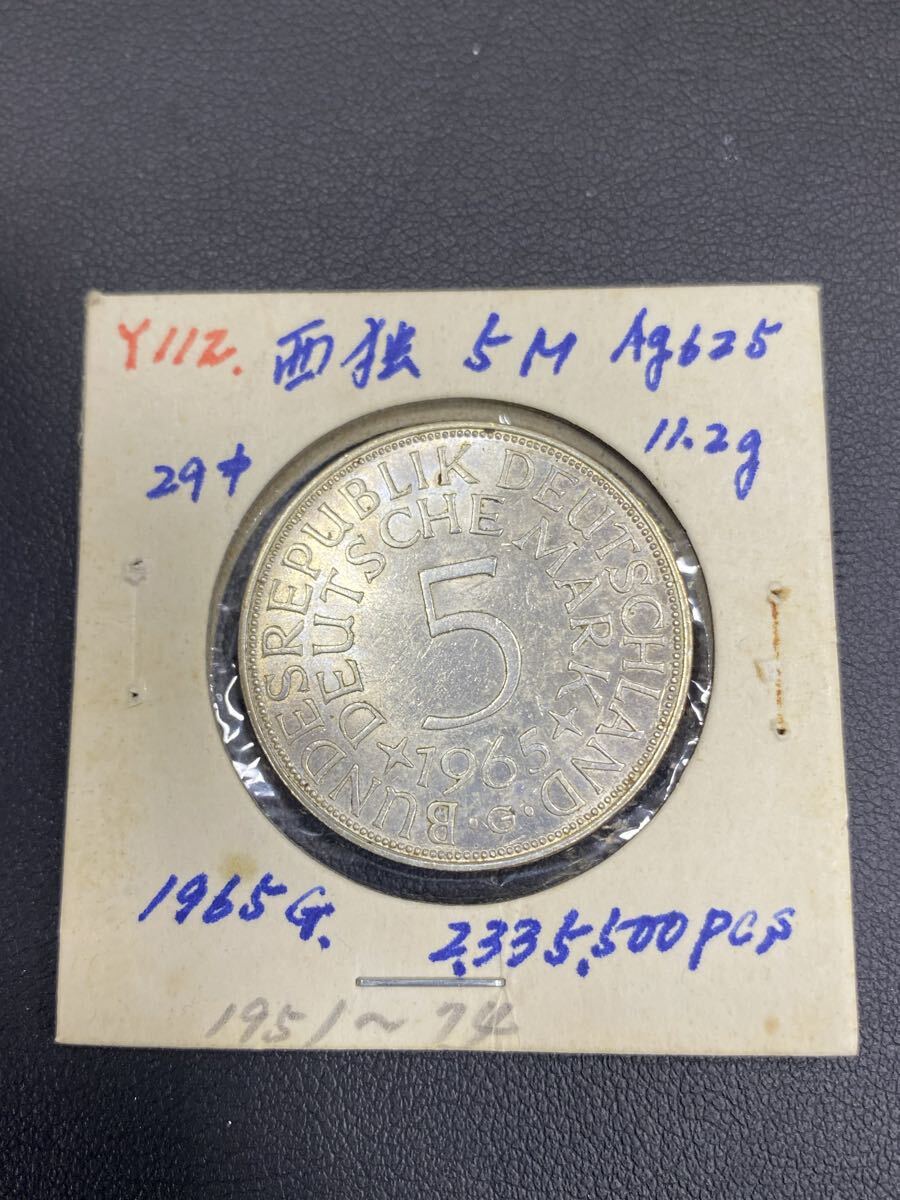 Y112. 西独 5M Ag625
29φ 11.2g
BUNDESREPUBLIK DEUTSCHLAND
DEUTSCHE MARK
5
1965
G
1965G. 2,335,500pcs
1951~74